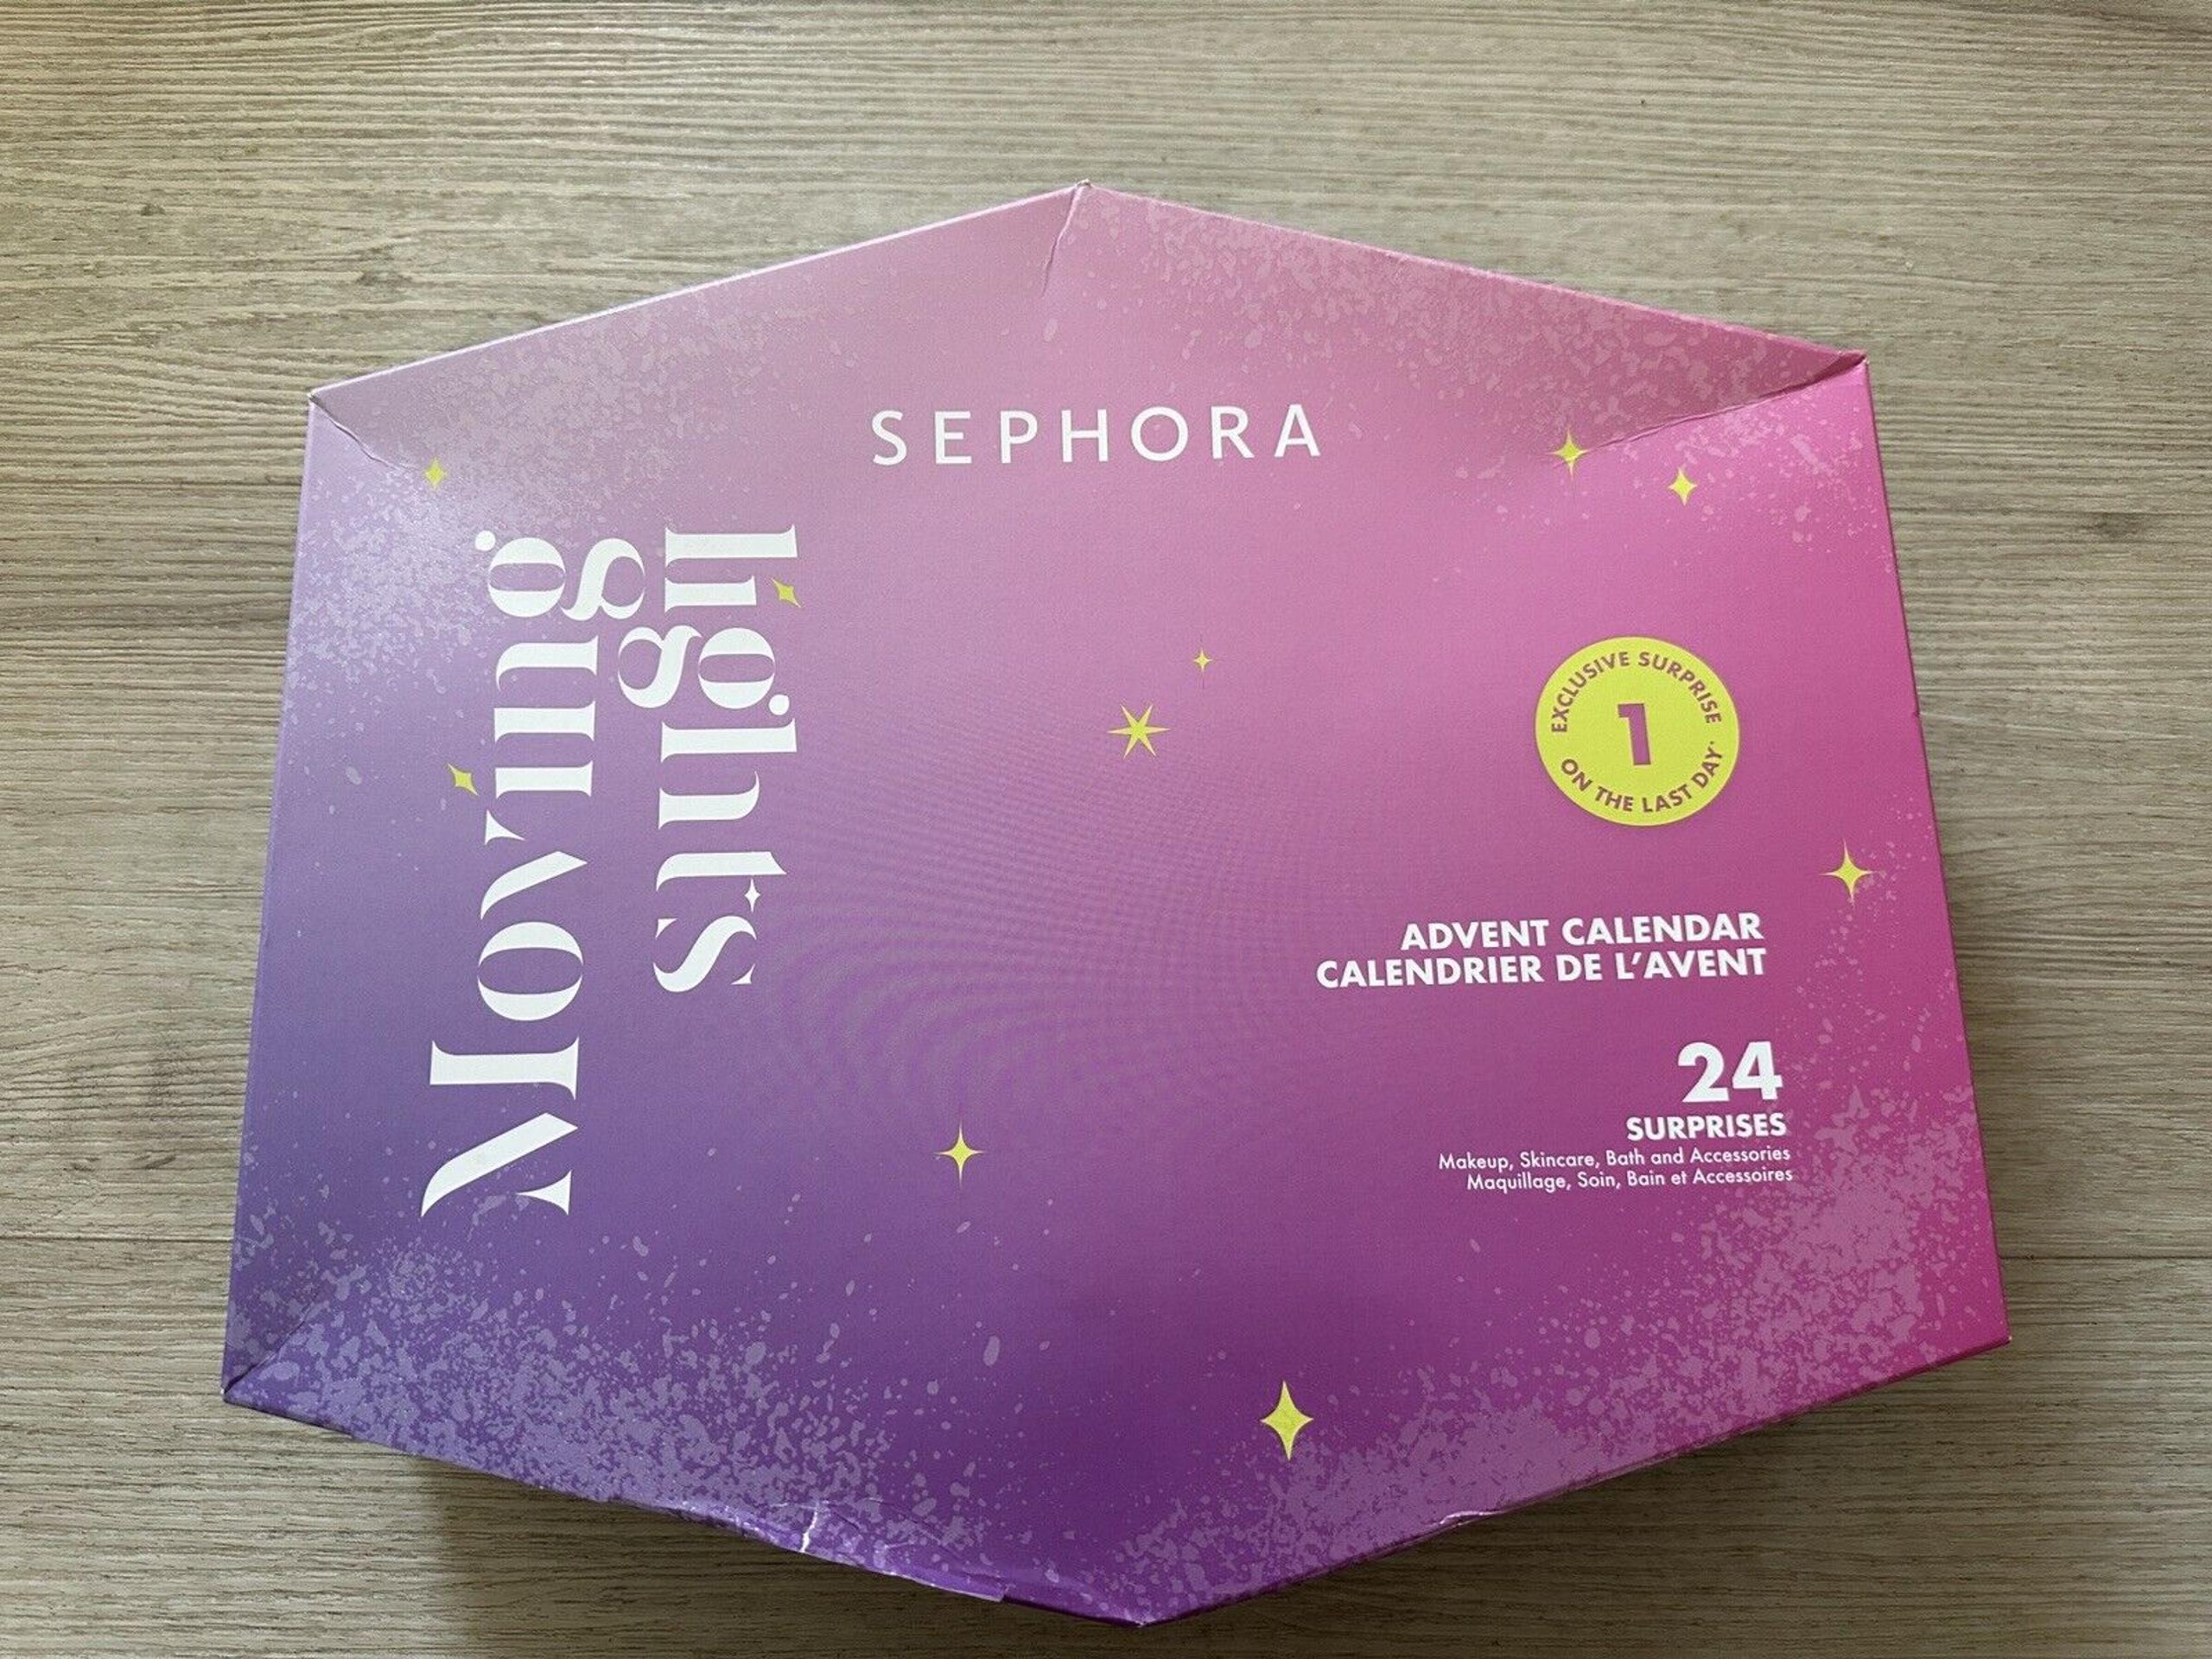 SEPHORA
Moving
lights
EXCLUSIVE SURPRISE
1
ON THE LAST DAY*
ADVENT CALENDAR
CALENDRIER DE L'AVENT
24
SURPRISES
Makeup, Skincare, Bath and Accessories
Maquillage, Soin, Bain et Accessoires